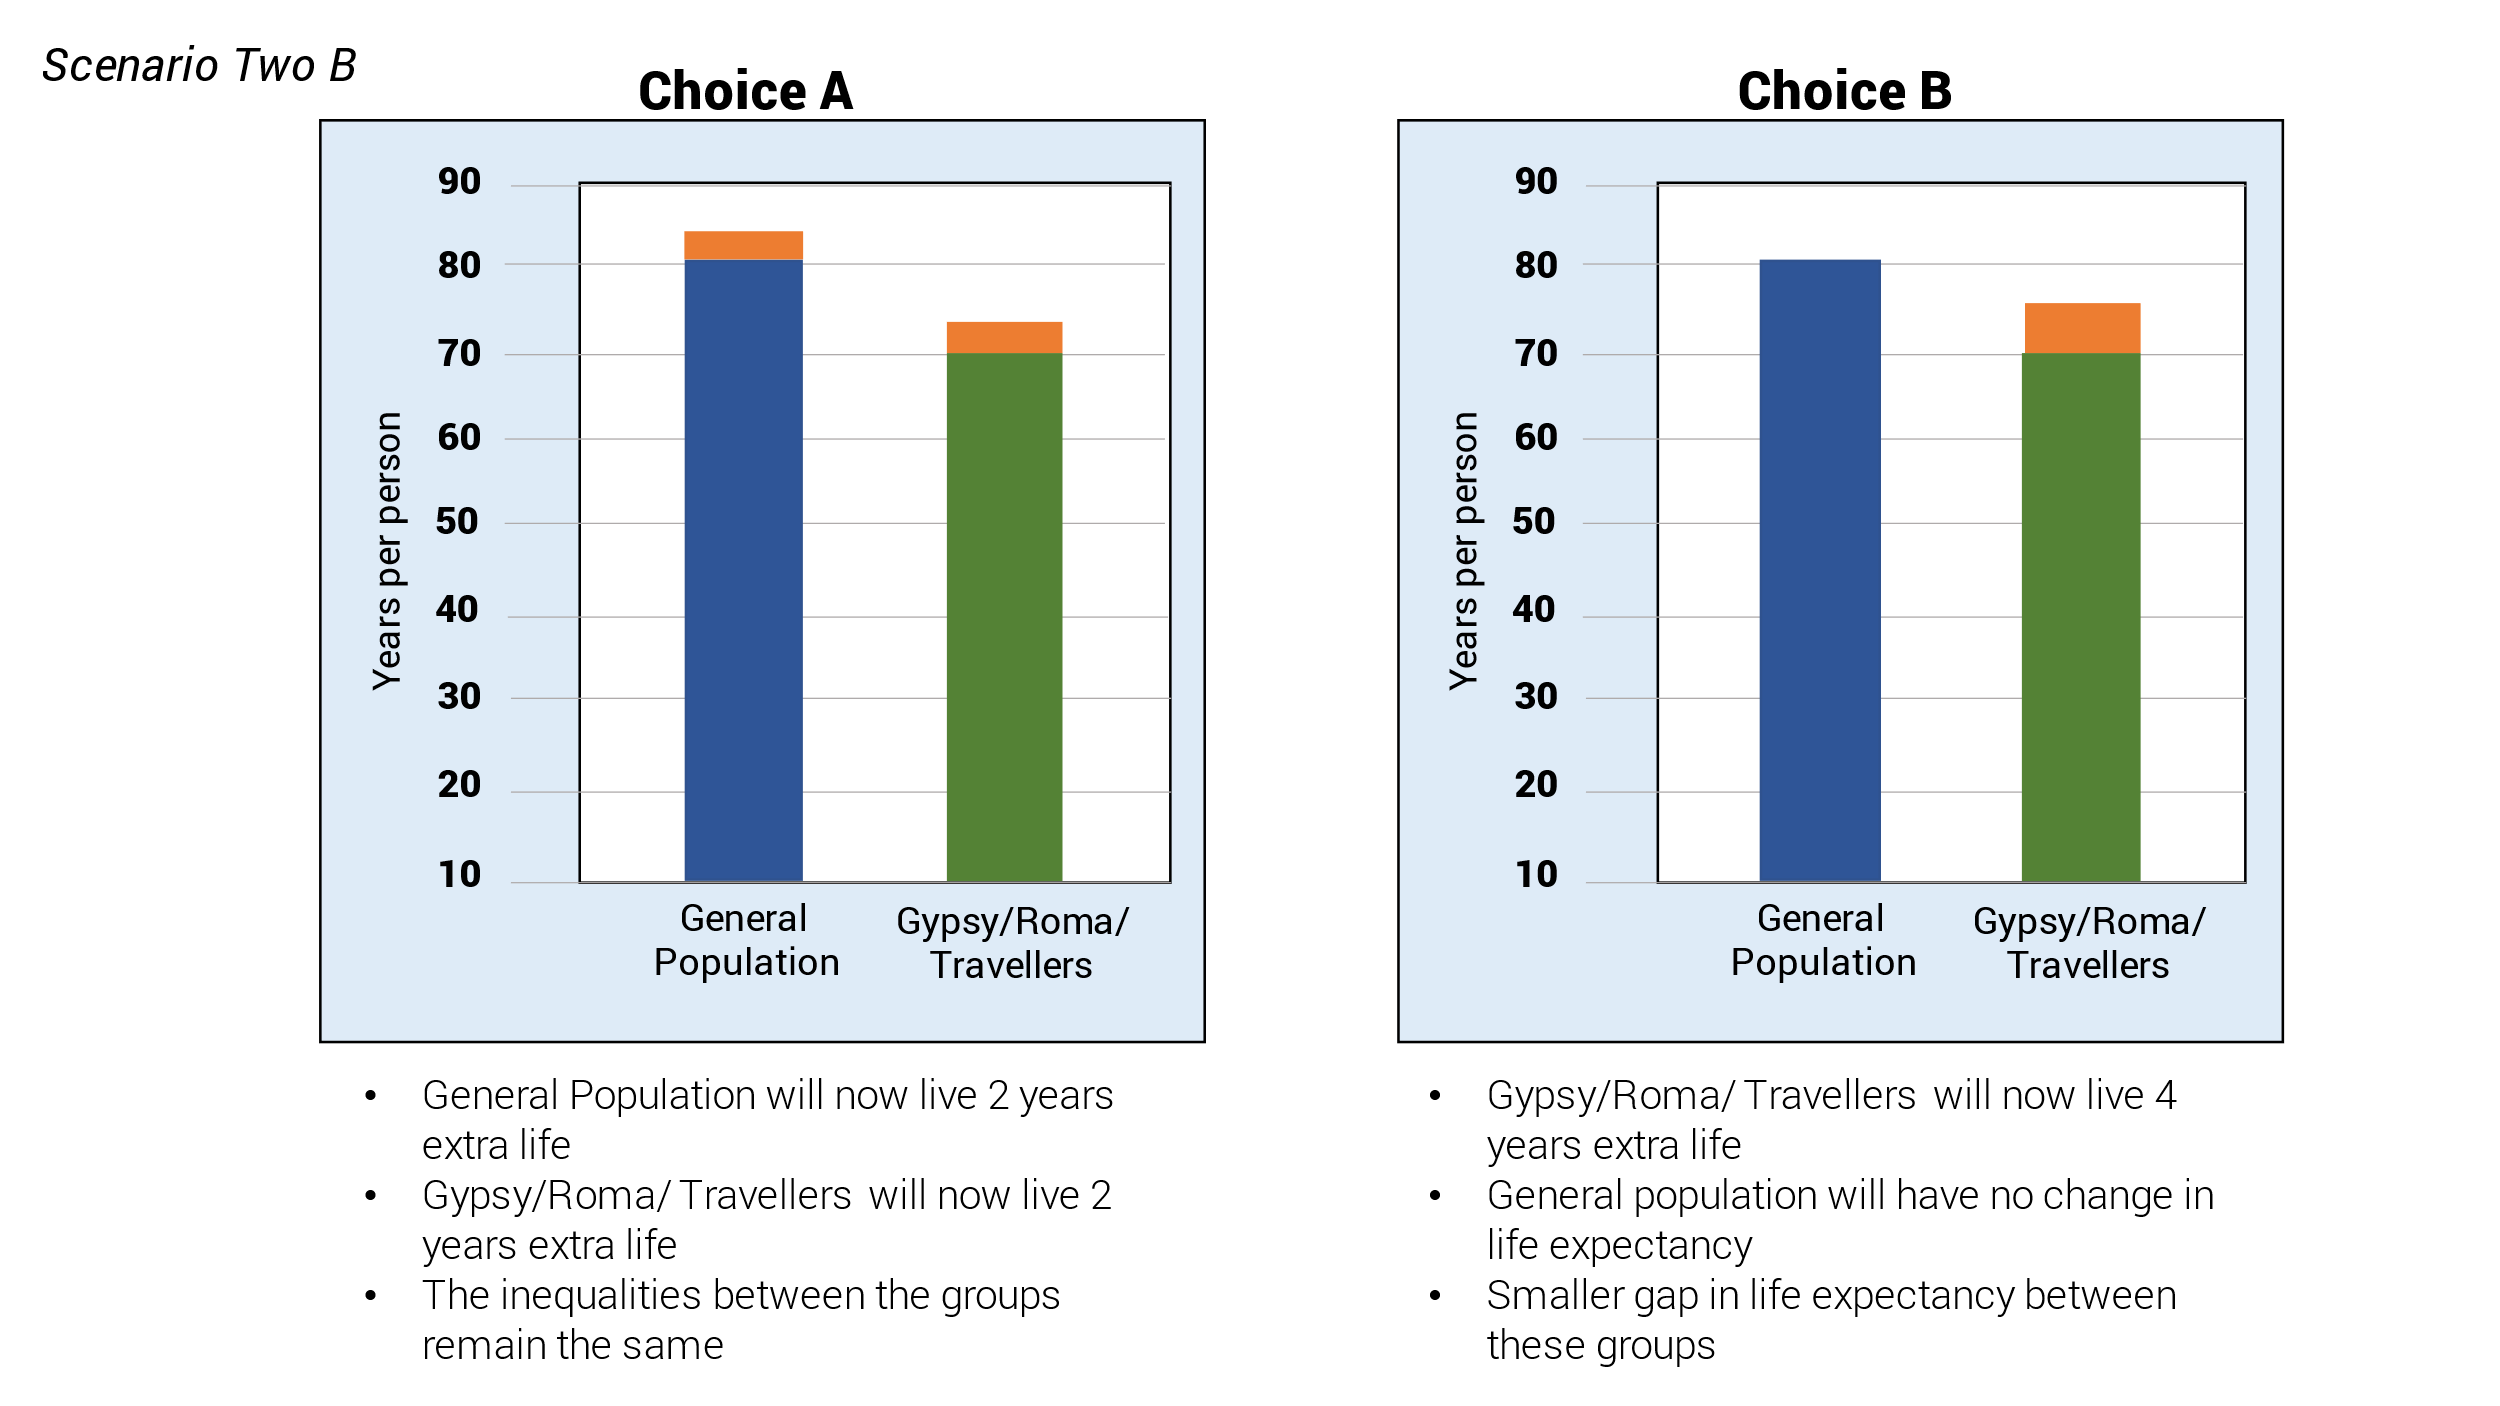 Scenario Two B
Choice A
90
80
70
60
50
40
30
20
10
Years per person
General
Population
Gypsy/Roma/
Travellers
• General Population will now live 2 years
extra life
• Gypsy/Roma/ Travellers will now live 2
years extra life
• The inequalities between the groups
remain the same
Choice B
90
80
70
60
50
40
30
20
10
Years per person
General
Population
Gypsy/Roma/
Travellers
• Gypsy/Roma/ Travellers will now live 4
years extra life
• General population will have no change in
life expectancy
• Smaller gap in life expectancy between
these groups